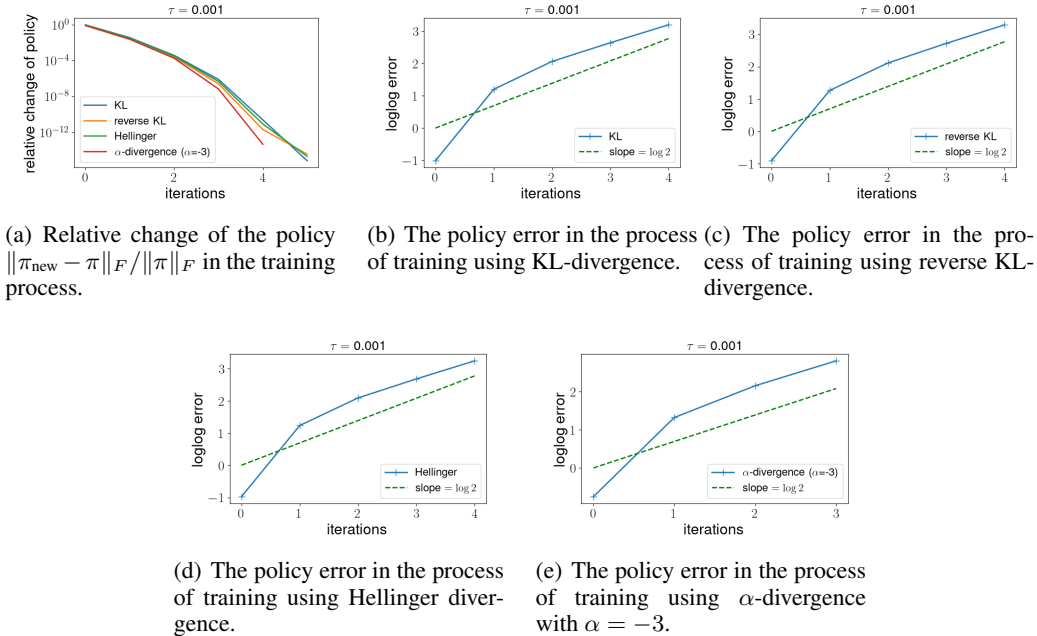 τ = 0.001
relative change of policy
10^0
10^-4
10^-8
10^-12
KL
reverse KL
Hellinger
α-divergence (α=-3)
0 2 4
iterations
τ = 0.001
loglog error
3
2
1
0
−1
KL
slope = log 2
0 1 2 3 4
iterations
τ = 0.001
loglog error
3
2
1
0
−1
reverse KL
slope = log 2
0 1 2 3 4
iterations
(a) Relative change of the policy
‖π_new − π‖_F/‖π‖_F in the training
process.
(b) The policy error in the process
of training using KL-divergence.
(c) The policy error in the pro-
cess of training using reverse KL-
divergence.
τ = 0.001
loglog error
3
2
1
0
−1
Hellinger
slope = log 2
0 1 2 3 4
iterations
τ = 0.001
loglog error
2
1
0
α-divergence (α=-3)
slope = log 2
0 1 2 3
iterations
(d) The policy error in the process
of training using Hellinger diver-
gence.
(e) The policy error in the process
of training using α-divergence
with α = −3.